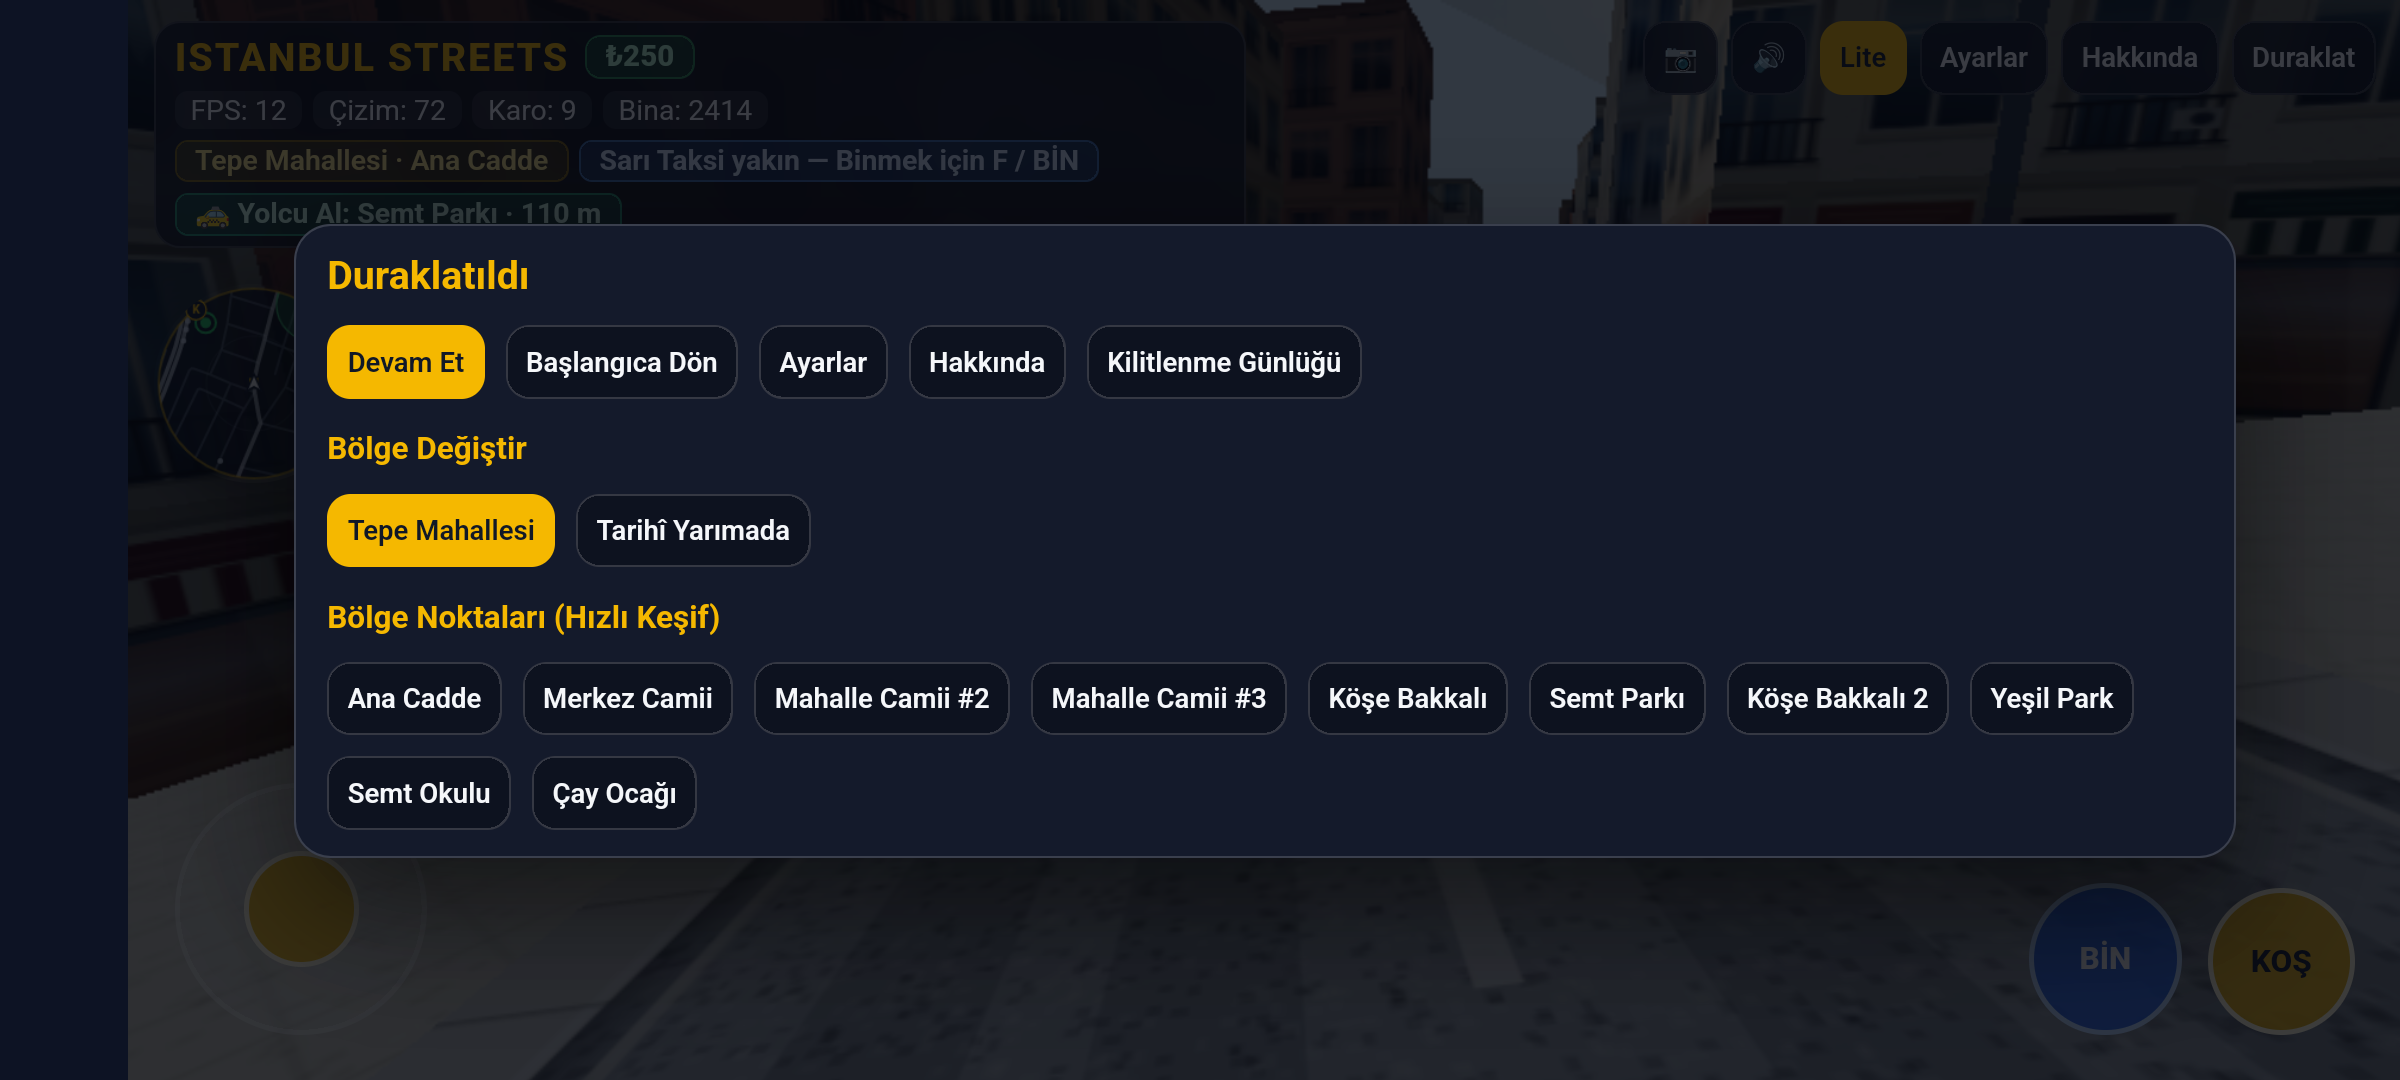 ISTANBUL STREETS ₺250
📷 🔊 Lite Ayarlar Hakkında Duraklat
FPS: 12 Çizim: 72 Karo: 9 Bina: 2414
Tepe Mahallesi · Ana Cadde Sarı Taksi yakın — Binmek için F / BİN
🚕 Yolcu Al: Semt Parkı · 110 m
K
Duraklatıldı
Devam Et Başlangıca Dön Ayarlar Hakkında Kilitlenme Günlüğü
Bölge Değiştir
Tepe Mahallesi Tarihî Yarımada
Bölge Noktaları (Hızlı Keşif)
Ana Cadde Merkez Camii Mahalle Camii #2 Mahalle Camii #3 Köşe Bakkalı Semt Parkı Köşe Bakkalı 2 Yeşil Park
Semt Okulu Çay Ocağı
BİN KOŞ